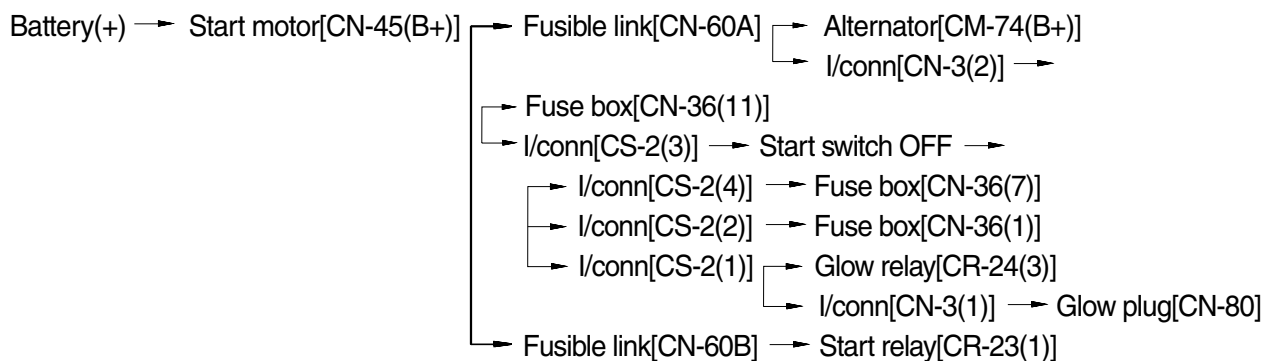 Battery(+) → Start motor[CN-45(B+)] → Fusible link[CN-60A] → Alternator[CM-74(B+)]
→ I/conn[CN-3(2)] →
→ Fuse box[CN-36(11)]
→ I/conn[CS-2(3)] → Start switch OFF →
→ I/conn[CS-2(4)] → Fuse box[CN-36(7)]
→ I/conn[CS-2(2)] → Fuse box[CN-36(1)]
→ I/conn[CS-2(1)] → Glow relay[CR-24(3)]
→ I/conn[CN-3(1)] → Glow plug[CN-80]
→ Fusible link[CN-60B] → Start relay[CR-23(1)]